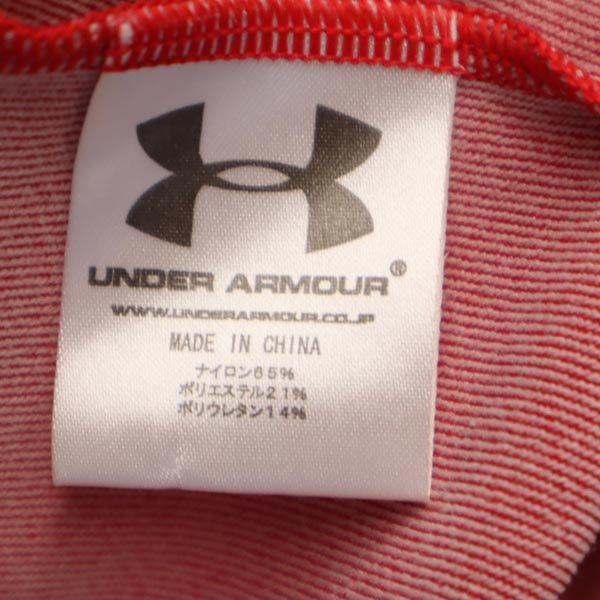 UNDER ARMOUR®
WWW.UNDERARMOUR.CO.JP
MADE IN CHINA
ナイロン65%
ポリエステル21%
ポリウレタン14%